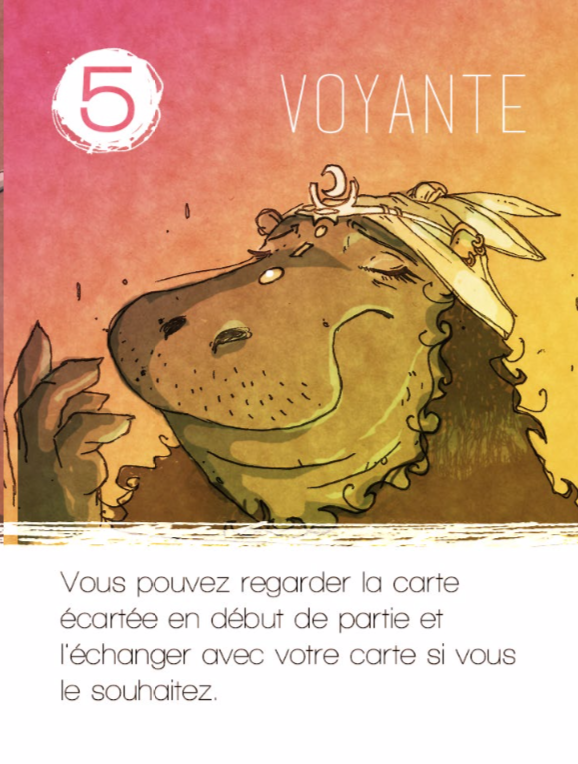 5
VOYANTE
Vous pouvez regarder la carte
écartée en début de partie et
l'échanger avec votre carte si vous
le souhaitez.